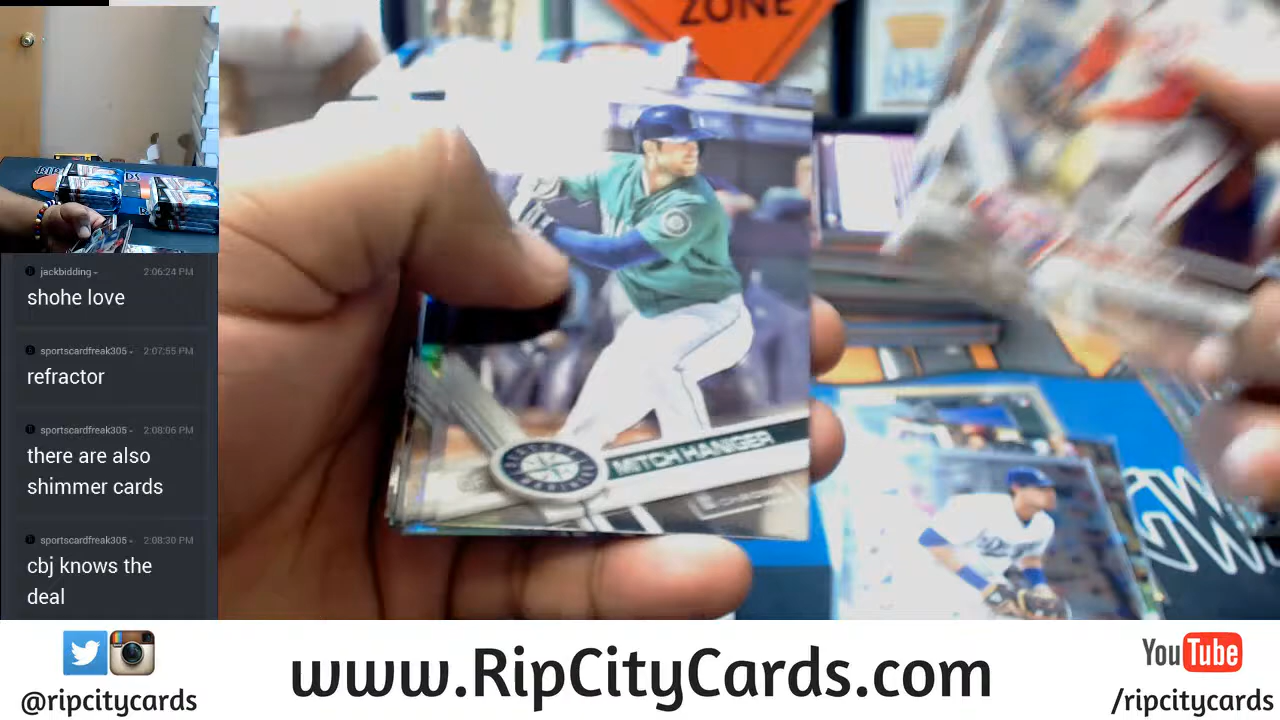 ZONE
jackbidding - 2:06:24 PM
shohe love
sportscardfreak305 - 2:07:55 PM
refractor
sportscardfreak305 - 2:08:06 PM
there are also
shimmer cards
sportscardfreak305 - 2:08:30 PM
cbj knows the
deal
MITCH HANIGER
Dodgers
@ripcitycards
www.RipCityCards.com
YouTube
/ripcitycards